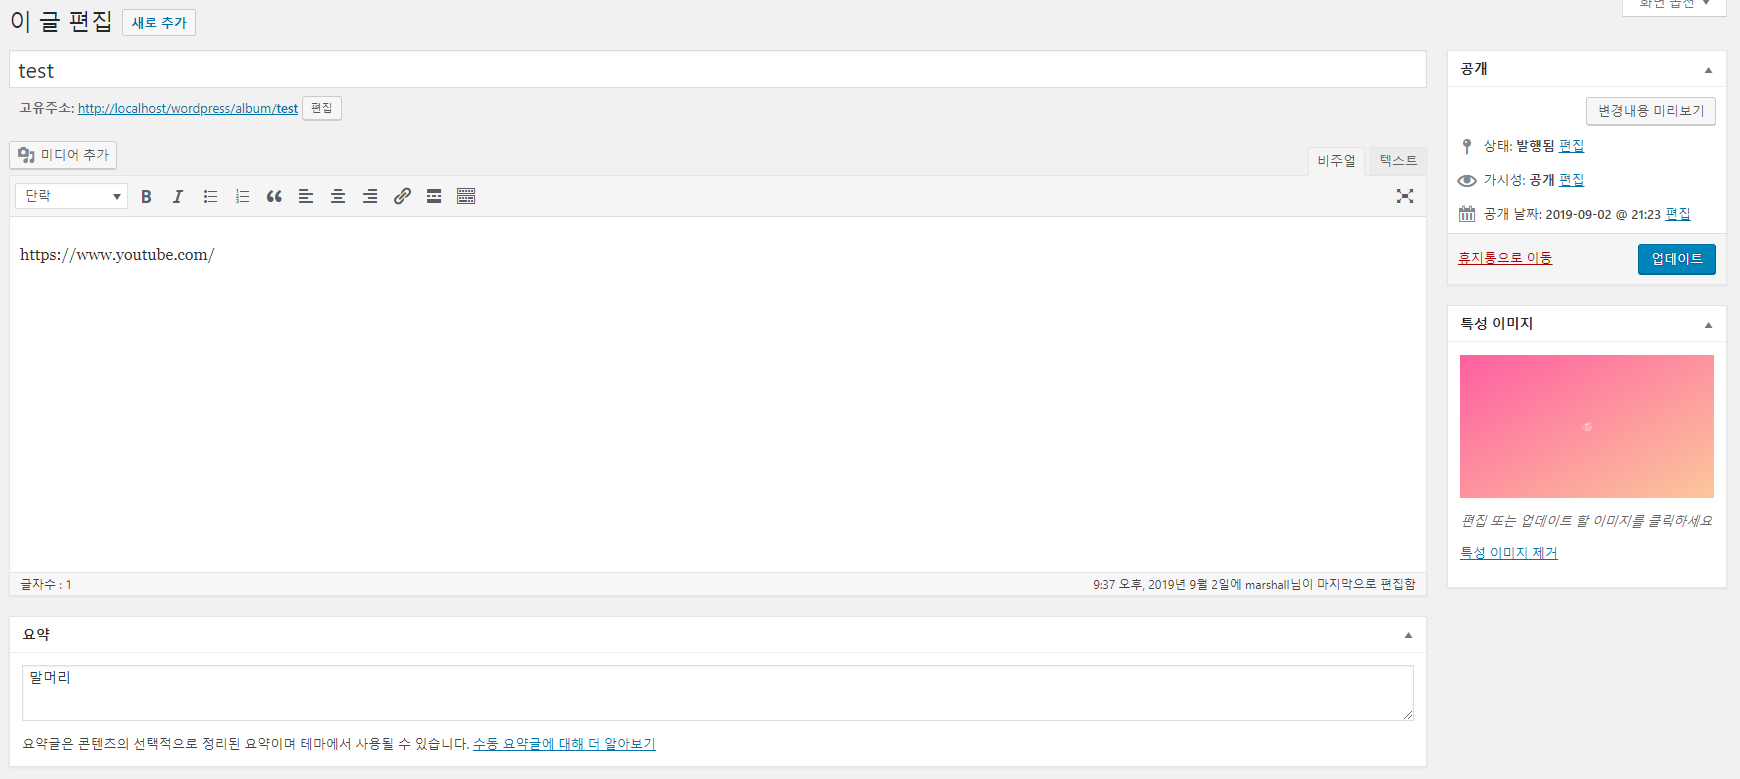 이 글 편집 새로 추가
화면 옵션
test
고유주소: http://localhost/wordpress/album/test 편집
미디어 추가
비주얼 텍스트
단락
https://www.youtube.com/
글자수 : 1
9:37 오후, 2019년 9월 2일에 marshall님이 마지막으로 편집함
요약
말머리
요약글은 콘텐츠의 선택적으로 정리된 요약이며 테마에서 사용될 수 있습니다. 수동 요약글에 대해 더 알아보기
공개
변경내용 미리보기
상태: 발행됨 편집
가시성: 공개 편집
공개 날짜: 2019-09-02 @ 21:23 편집
휴지통으로 이동 업데이트
특성 이미지
편집 또는 업데이트 할 이미지를 클릭하세요
특성 이미지 제거